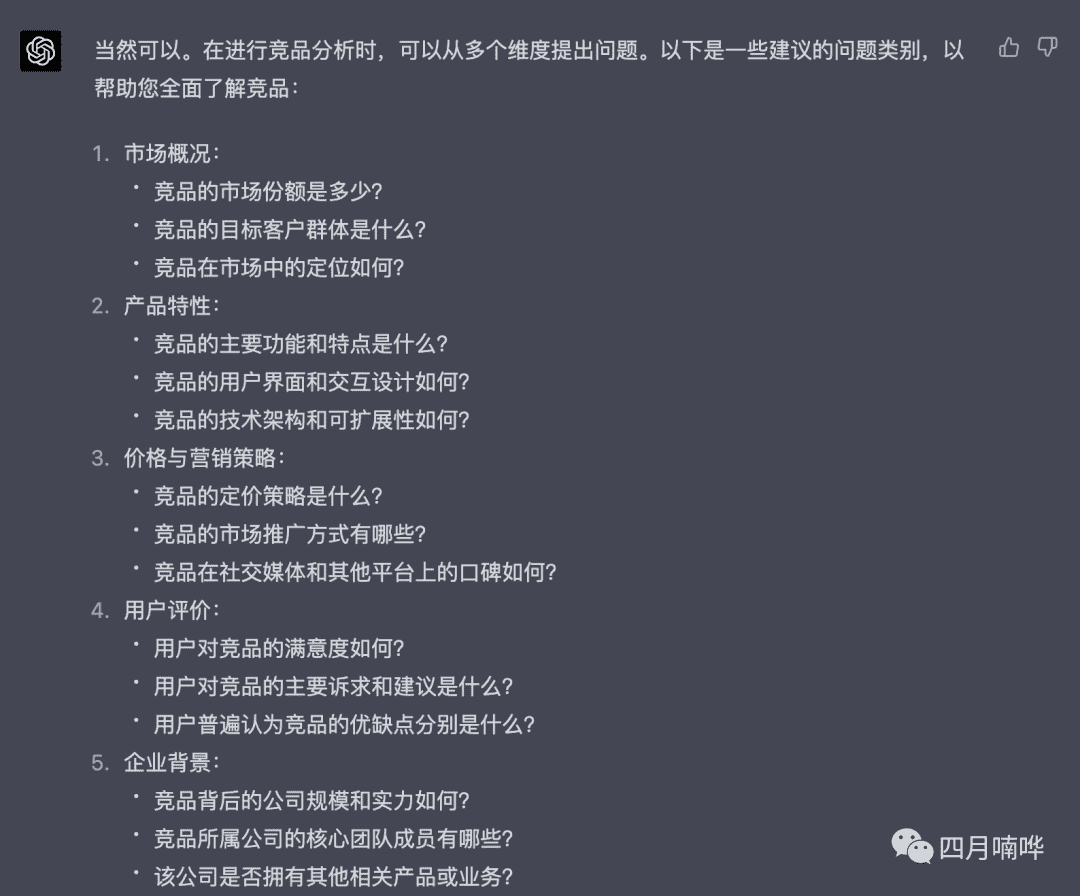 当然可以。在进行竞品分析时，可以从多个维度提出问题。以下是一些建议的问题类别，以
帮助您全面了解竞品：
1. 市场概况：
• 竞品的市场份额是多少？
• 竞品的目标客户群体是什么？
• 竞品在市场中的定位如何？
2. 产品特性：
• 竞品的主要功能和特点是什么？
• 竞品的用户界面和交互设计如何？
• 竞品的技术架构和可扩展性如何？
3. 价格与营销策略：
• 竞品的定价策略是什么？
• 竞品的市场推广方式有哪些？
• 竞品在社交媒体和其他平台上的口碑如何？
4. 用户评价：
• 用户对竞品的满意度如何？
• 用户对竞品的主要诉求和建议是什么？
• 用户普遍认为竞品的优缺点分别是什么？
5. 企业背景：
• 竞品背后的公司规模和实力如何？
• 竞品所属公司的核心团队成员有哪些？
• 该公司是否拥有其他相关产品或业务？
四月喃哗